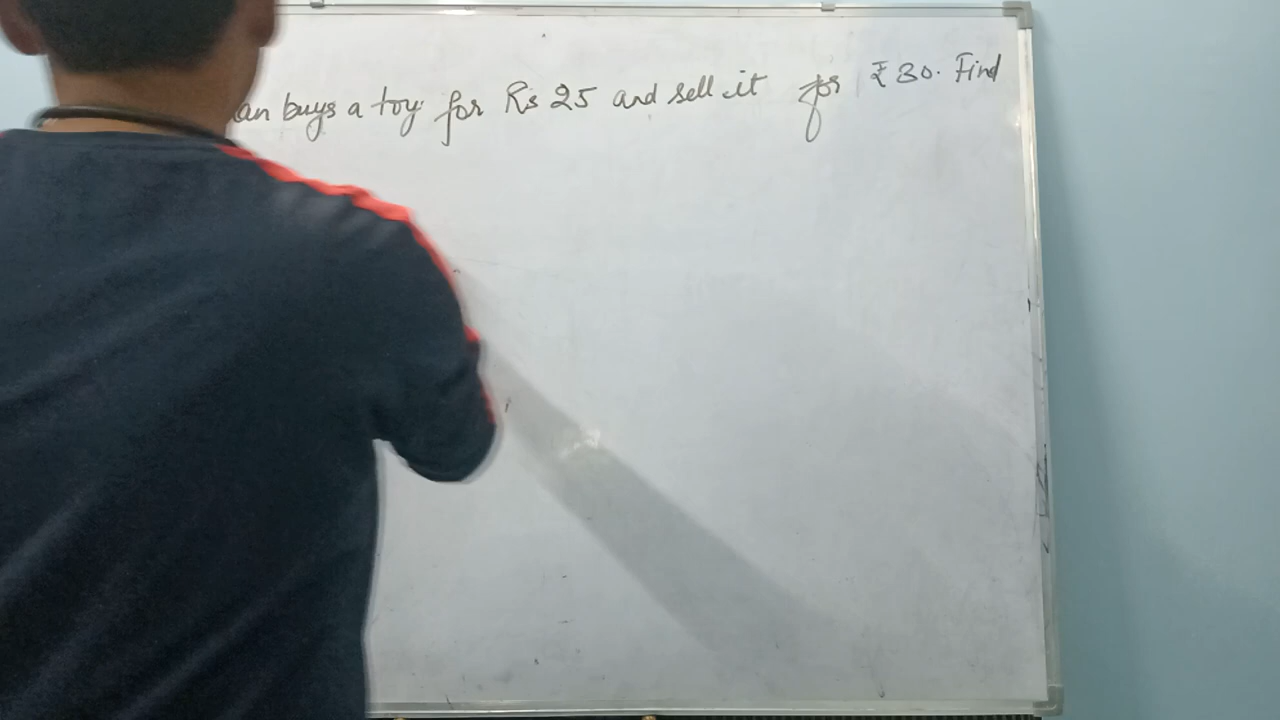 an buys a toy for Rs 25 and sell it for ₹30. Find